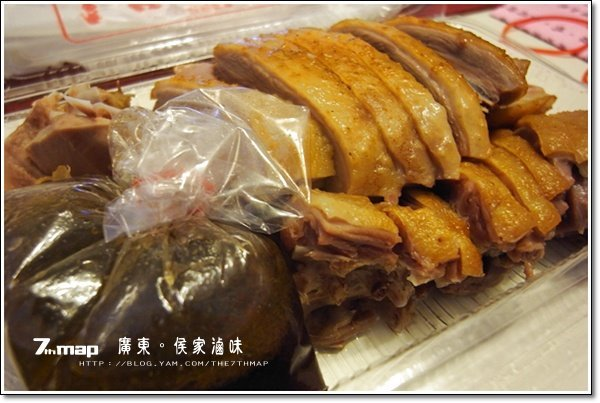 7thmap 廣東。侯家滷味
HTTP://BLOG.YAM.COM/THE7THMAP